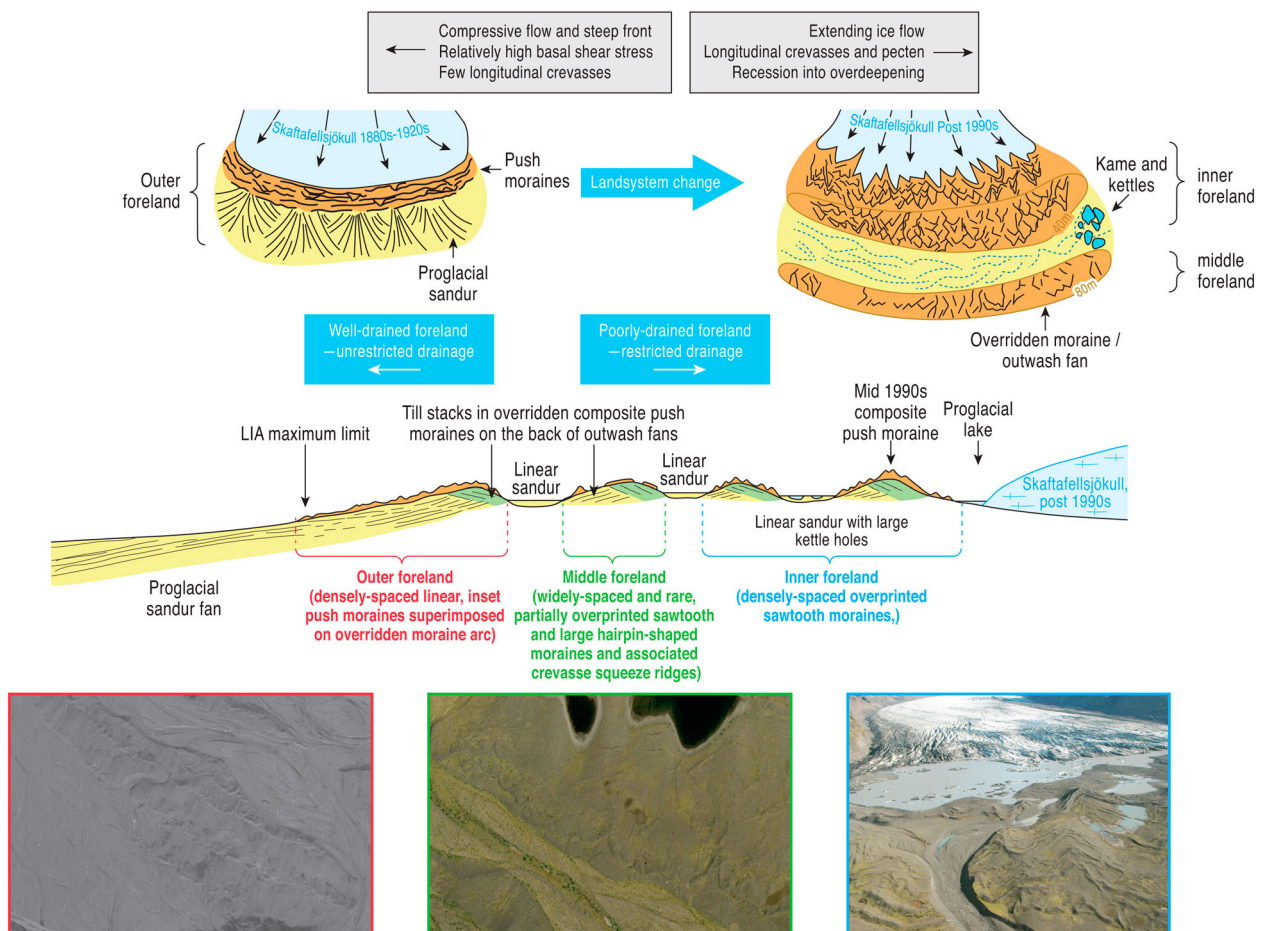 Compressive flow and steep front
Relatively high basal shear stress
Few longitudinal crevasses
Extending ice flow
Longitudinal crevasses and pecten
Recession into overdeepening
Skaftafellsjökull 1880s-1920s
Outer
foreland
Push
moraines
Proglacial
sandur
Landsystem change
Skaftafellsjökull Post 1990s
Kame and
kettles
inner
foreland
40m
middle
foreland
80m
Overridden moraine /
outwash fan
Well-drained foreland
—unrestricted drainage
Poorly-drained foreland
—restricted drainage
LIA maximum limit
Till stacks in overridden composite push
moraines on the back of outwash fans
Linear
sandur
Linear
sandur
Mid 1990s
composite
push moraine
Proglacial
lake
Skaftafellsjökull,
post 1990s
Linear sandur with large
kettle holes
Proglacial
sandur fan
Outer foreland
(densely-spaced linear, inset
push moraines superimposed
on overridden moraine arc)
Middle foreland
(widely-spaced and rare,
partially overprinted sawtooth
and large hairpin-shaped
moraines and associated
crevasse squeeze ridges)
Inner foreland
(densely-spaced overprinted
sawtooth moraines,)